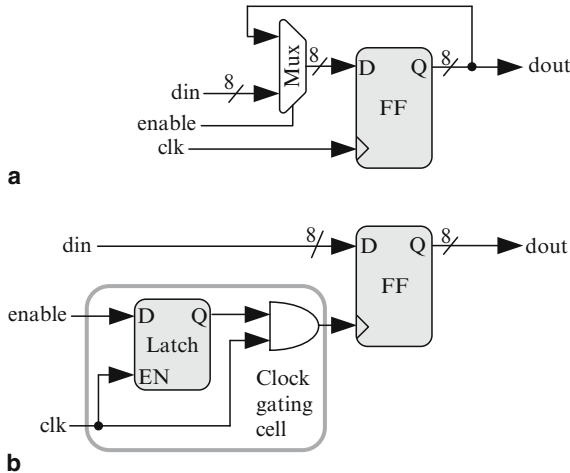 Mux
8
8
8
D
Q
FF
din
enable
clk
dout
a
din
8
D
Q
8
dout
FF
enable
D
Q
Latch
EN
clk
Clock
gating
cell
b